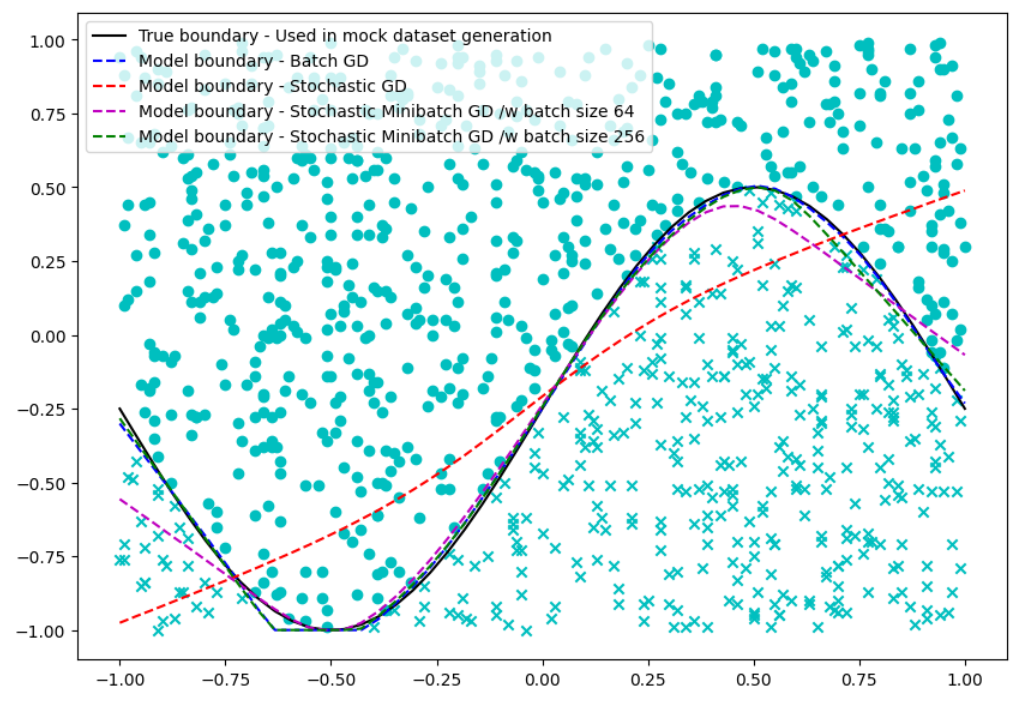 True boundary - Used in mock dataset generation
Model boundary - Batch GD
Model boundary - Stochastic GD
Model boundary - Stochastic Minibatch GD /w batch size 64
Model boundary - Stochastic Minibatch GD /w batch size 256
1.00
0.75
0.50
0.25
0.00
−0.25
−0.50
−0.75
−1.00
−1.00 −0.75 −0.50 −0.25 0.00 0.25 0.50 0.75 1.00